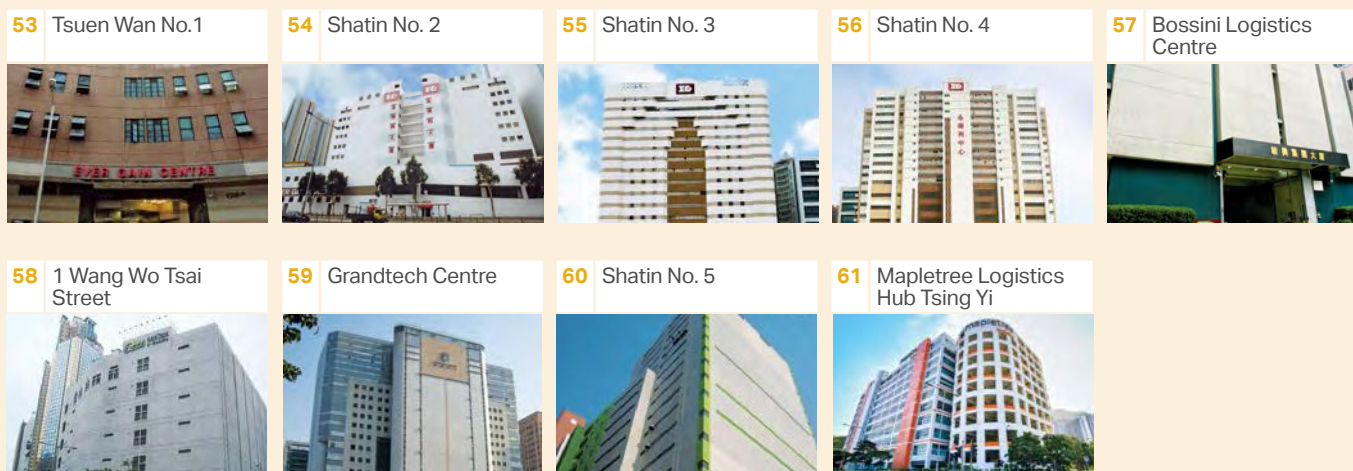 53 Tsuen Wan No.1
54 Shatin No. 2
55 Shatin No. 3
56 Shatin No. 4
57 Bossini Logistics
Centre
EVER GAIN CENTRE
58 1 Wang Wo Tsai
Street
59 Grandtech Centre
60 Shatin No. 5
61 Mapletree Logistics
Hub Tsing Yi
mapletree